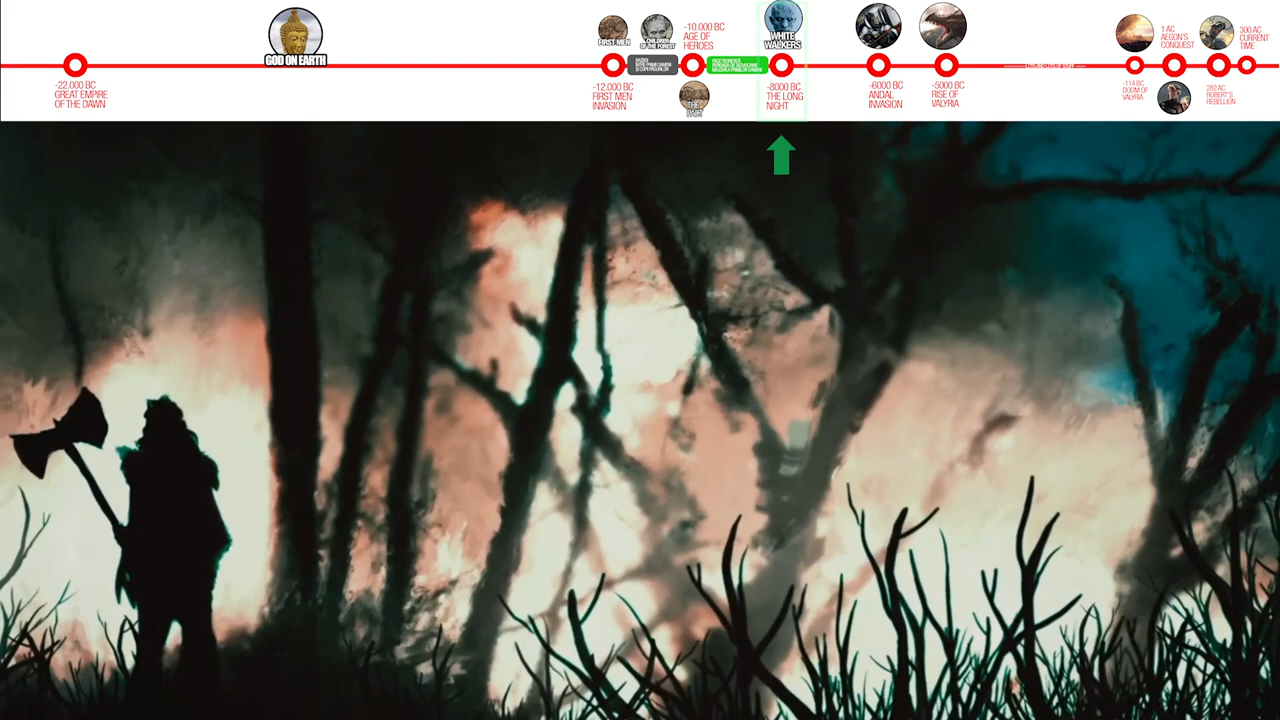 GOD ON EARTH
FIRST MEN
CHILDREN
OF THE FOREST
-10.000 BC
AGE OF
HEROES
WHITE
WALKERS
1 AC
AEGON'S
CONQUEST
300 AC
CURRENT
TIME
-22.000 BC
GREAT EMPIRE
OF THE DAWN
-12.000 BC
FIRST MEN
INVASION
THE
PACT
-8000 BC
THE LONG
NIGHT
-6000 BC
ANDAL
INVASION
-5000 BC
RISE OF
VALYRIA
-114 BC
DOOM OF
VALYRIA
282 AC
ROBERT'S
REBELLION